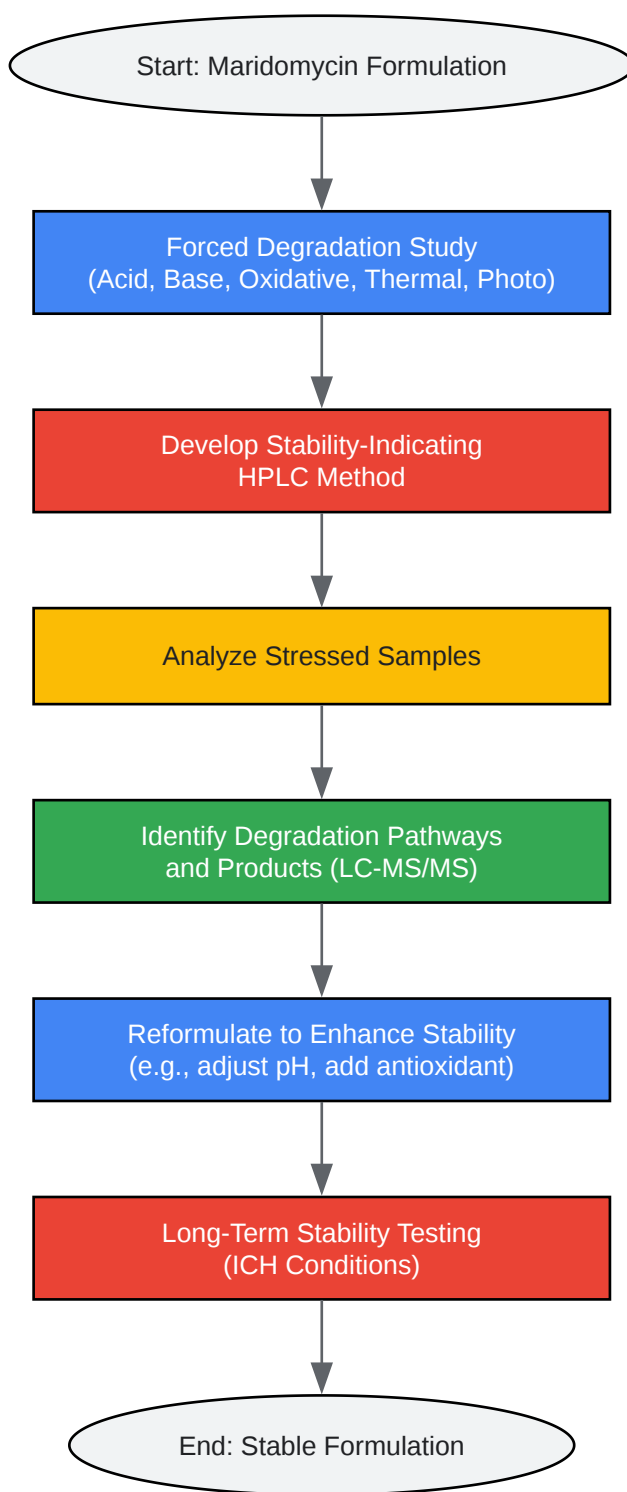 Start: Maridomycin Formulation
Forced Degradation Study
(Acid, Base, Oxidative, Thermal, Photo)
Develop Stability-Indicating
HPLC Method
Analyze Stressed Samples
Identify Degradation Pathways
and Products (LC-MS/MS)
Reformulate to Enhance Stability
(e.g., adjust pH, add antioxidant)
Long-Term Stability Testing
(ICH Conditions)
End: Stable Formulation